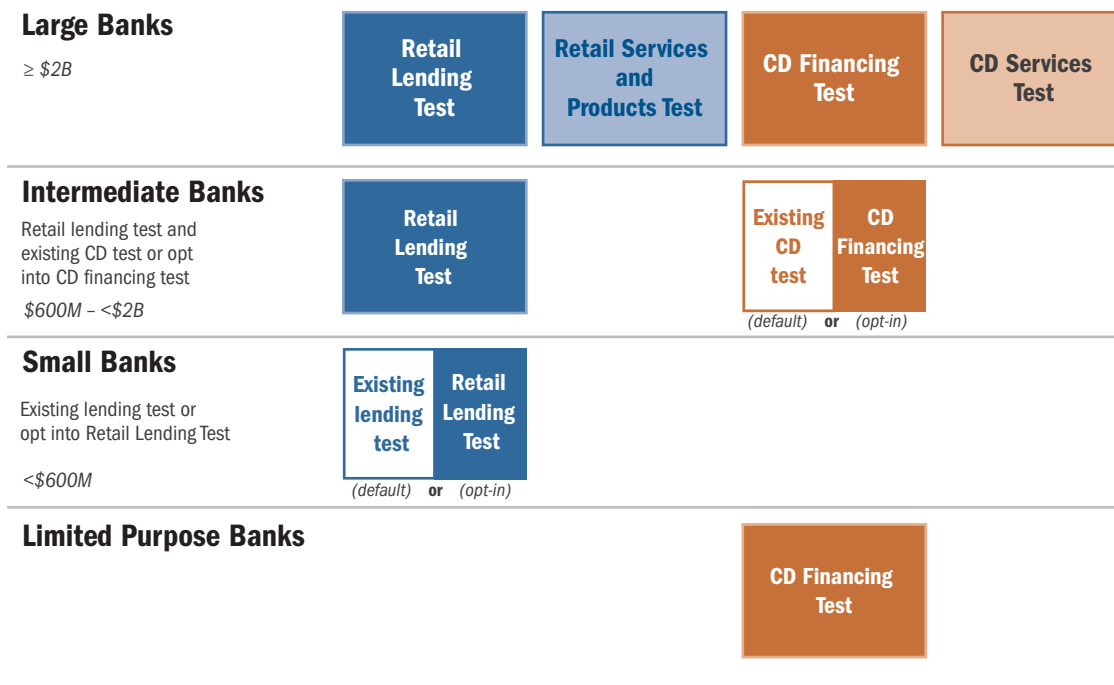 Large Banks
≥ $2B
Retail
Lending
Test
Retail Services
and
Products Test
CD Financing
Test
CD Services
Test
Intermediate Banks
Retail lending test and
existing CD test or opt
into CD financing test
$600M – <$2B
Retail
Lending
Test
Existing
CD
test
CD
Financing
Test
(default) or (opt-in)
Small Banks
Existing lending test or
opt into Retail Lending Test
<$600M
Existing
lending
test
Retail
Lending
Test
(default) or (opt-in)
Limited Purpose Banks
CD Financing
Test